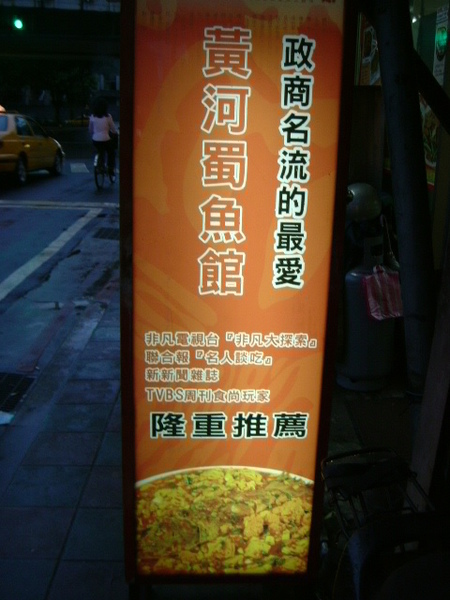 政商名流的最愛
黃河蜀魚館
非凡電視台『非凡大探索』
聯合報『名人談吃』
新新聞雜誌
TVBS周刊食尚玩家
隆重推薦